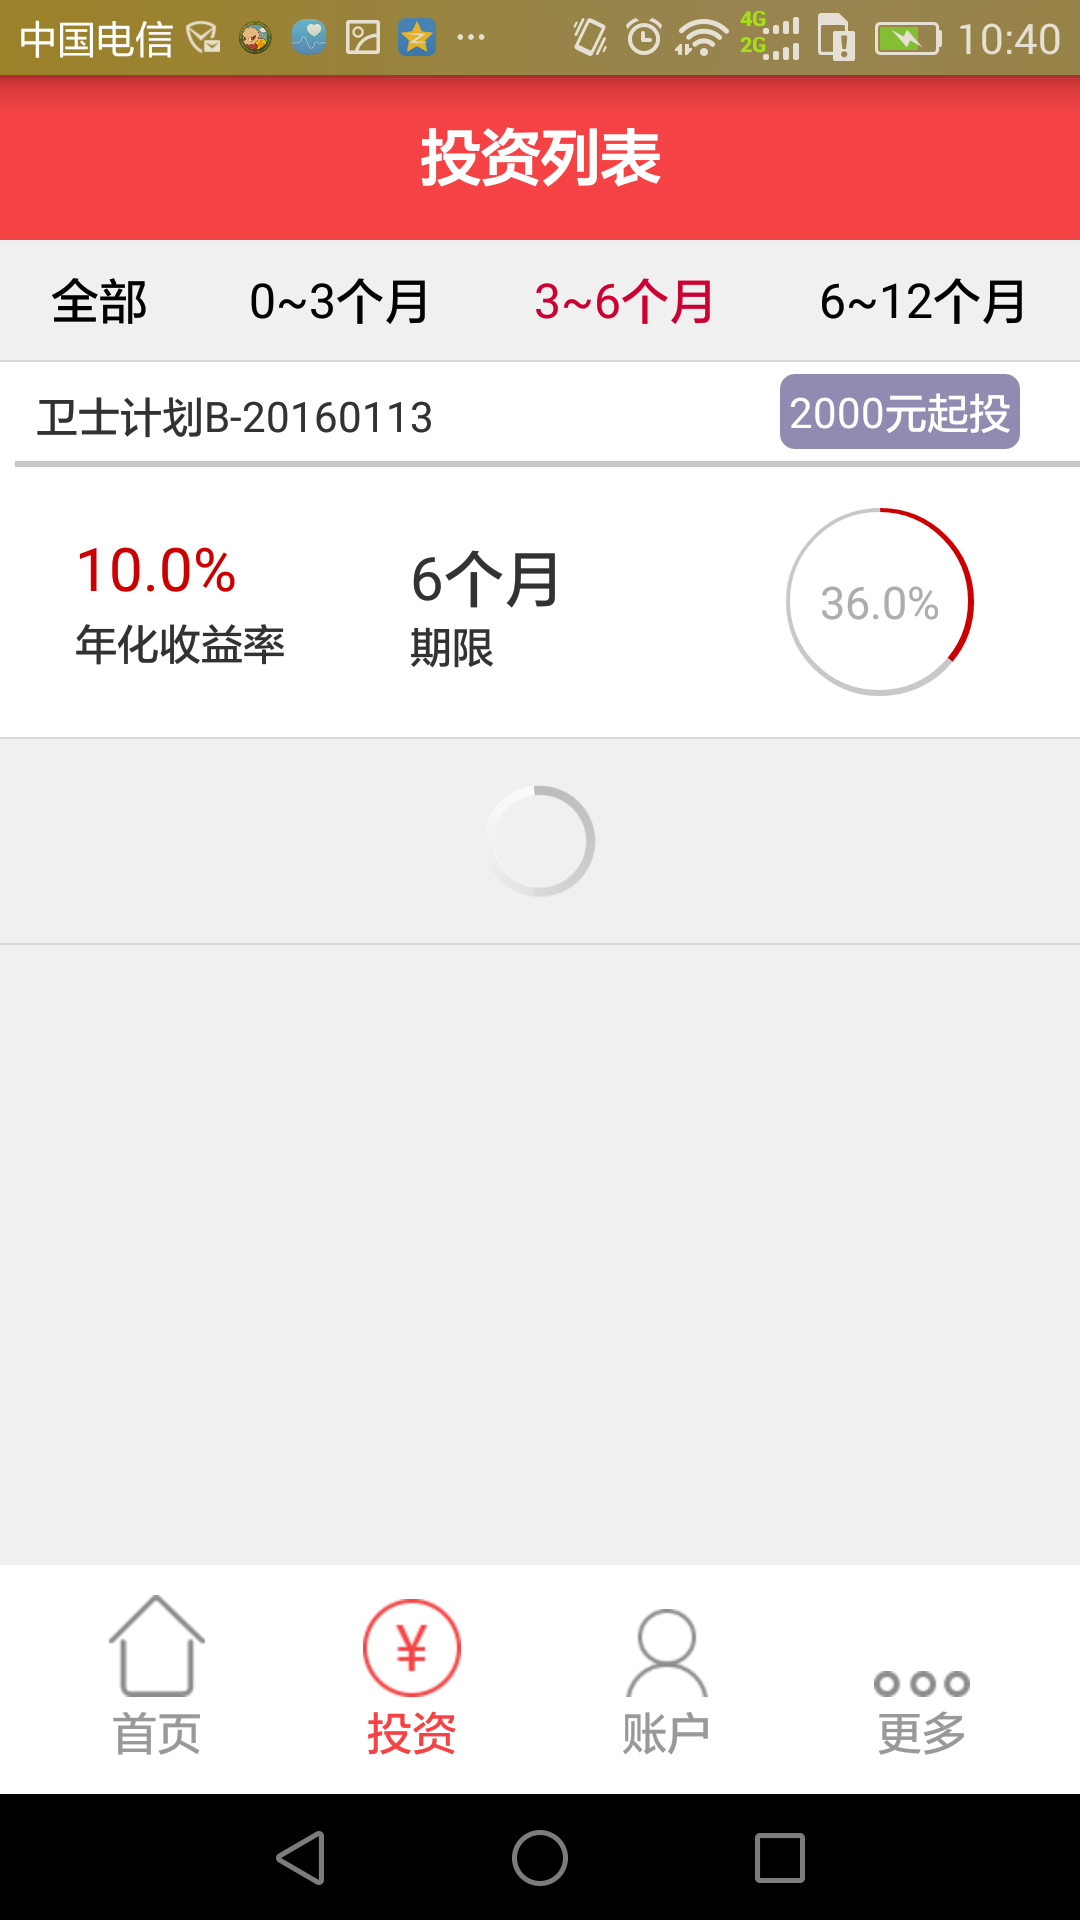 中国电信 4G 2G 10:40
投资列表
全部 0~3个月 3~6个月 6~12个月
卫士计划B-20160113 2000元起投
10.0% 6个月 36.0%
年化收益率 期限
¥
首页 投资 账户 更多